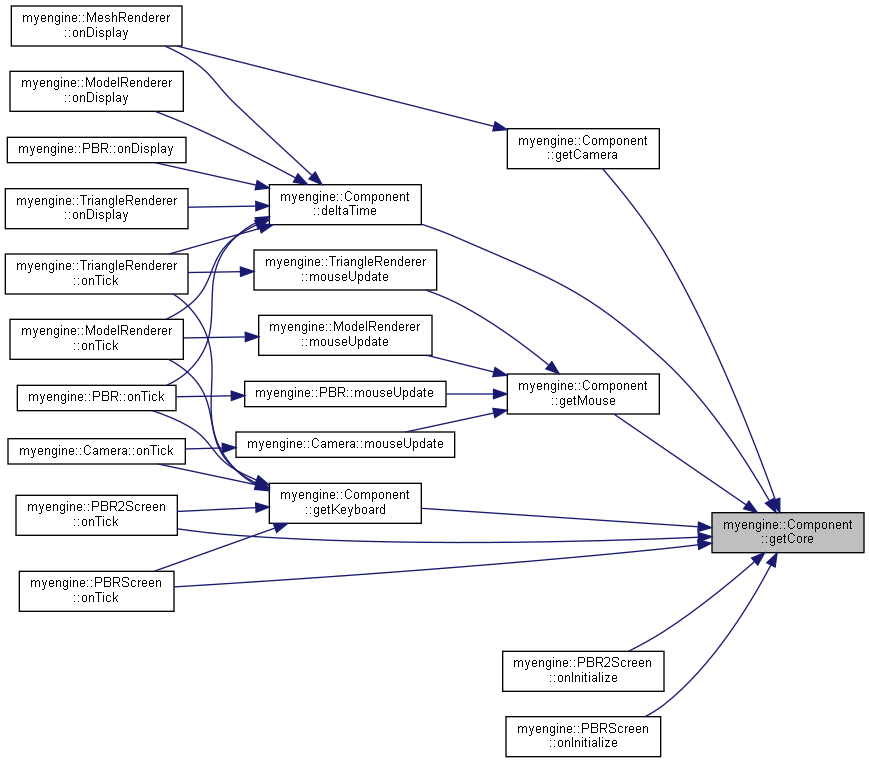 myengine::MeshRenderer
::onDisplay
myengine::ModelRenderer
::onDisplay
myengine::PBR::onDisplay
myengine::TriangleRenderer
::onDisplay
myengine::TriangleRenderer
::onTick
myengine::ModelRenderer
::onTick
myengine::PBR::onTick
myengine::Camera::onTick
myengine::PBR2Screen
::onTick
myengine::PBRScreen
::onTick
myengine::Component
::deltaTime
myengine::TriangleRenderer
::mouseUpdate
myengine::ModelRenderer
::mouseUpdate
myengine::PBR::mouseUpdate
myengine::Camera::mouseUpdate
myengine::Component
::getKeyboard
myengine::Component
::getCamera
myengine::Component
::getMouse
myengine::PBR2Screen
::onInitialize
myengine::PBRScreen
::onInitialize
myengine::Component
::getCore